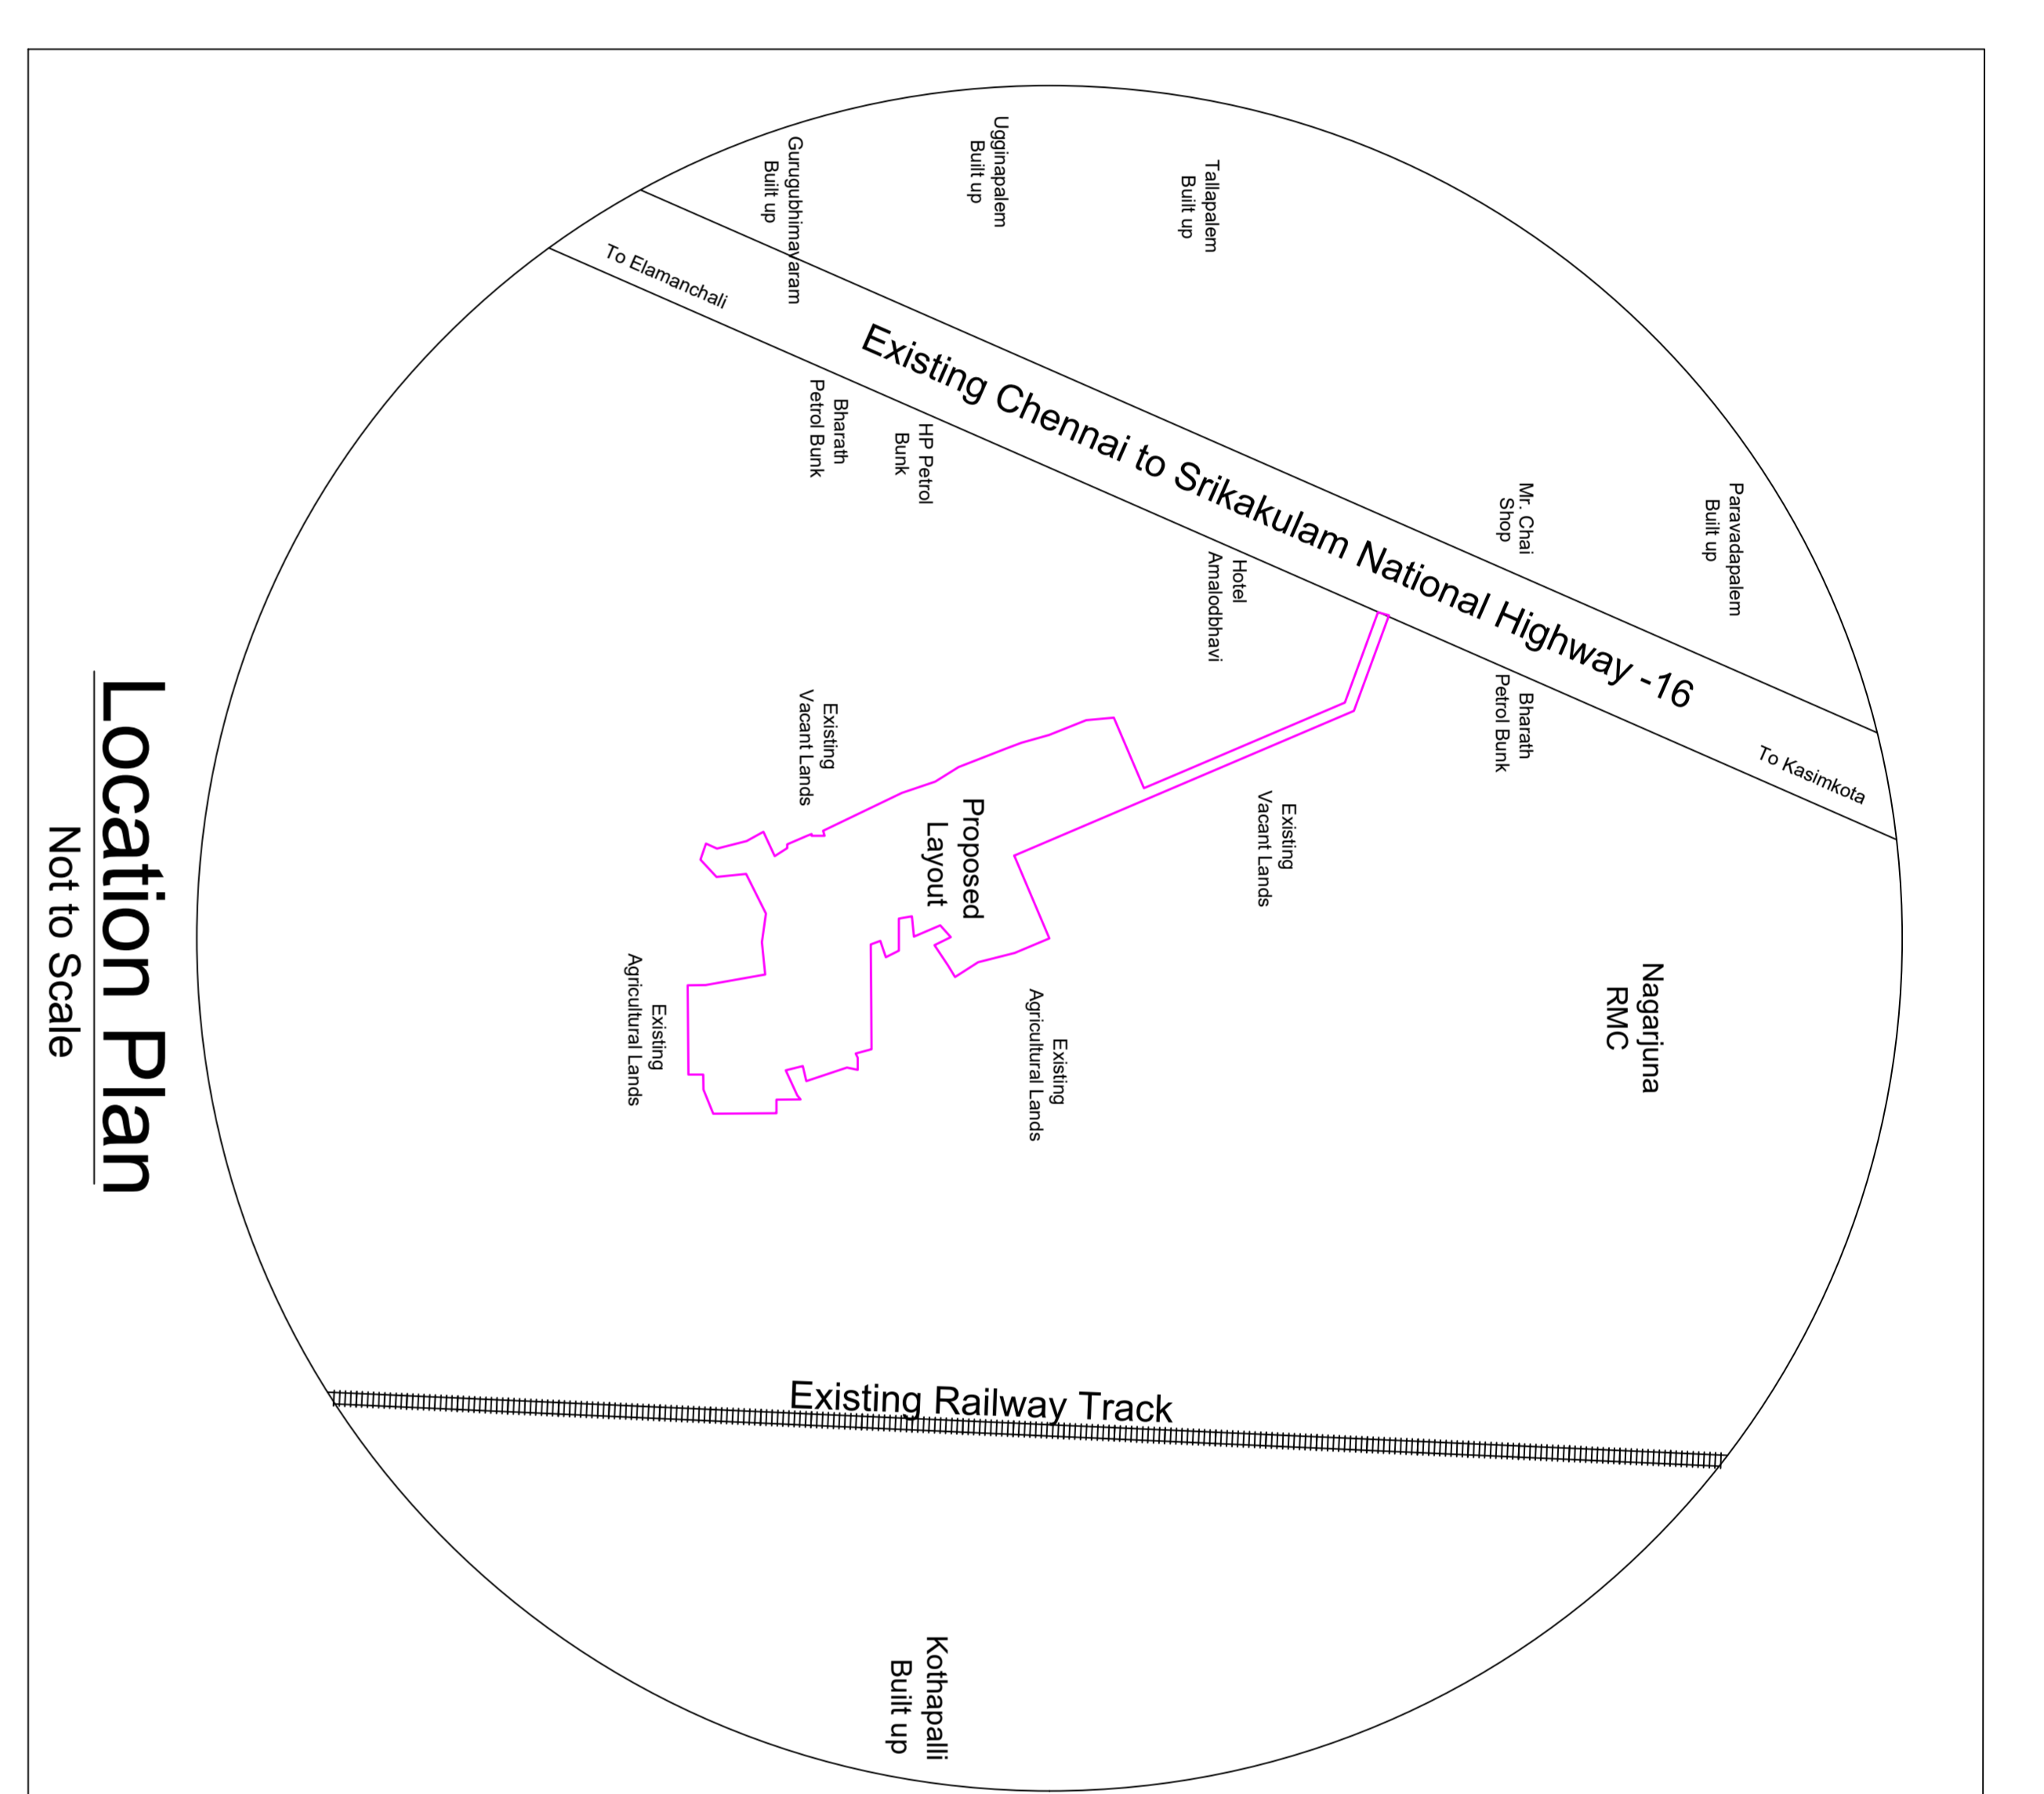 Paravadapalem
Built up
Mr. Chai
Shop
Tallapalem
Built up
Ugginapalem
Built up
Gurugubhimavaram
Built up
To Elamanchali
Existing Chennai to Srikakulam National Highway -16
To Kasimkota
Bharath
Petrol Bunk
HP Petrol
Bunk
Hotel
Amalodbhavi
Bharath
Petrol Bunk
Existing
Vacant Lands
Existing
Vacant Lands
Proposed
Layout
Nagarjuna
RMC
Existing
Agricultural Lands
Existing
Agricultural Lands
Existing Railway Track
Kothapalli
Built up
Location Plan
Not to Scale